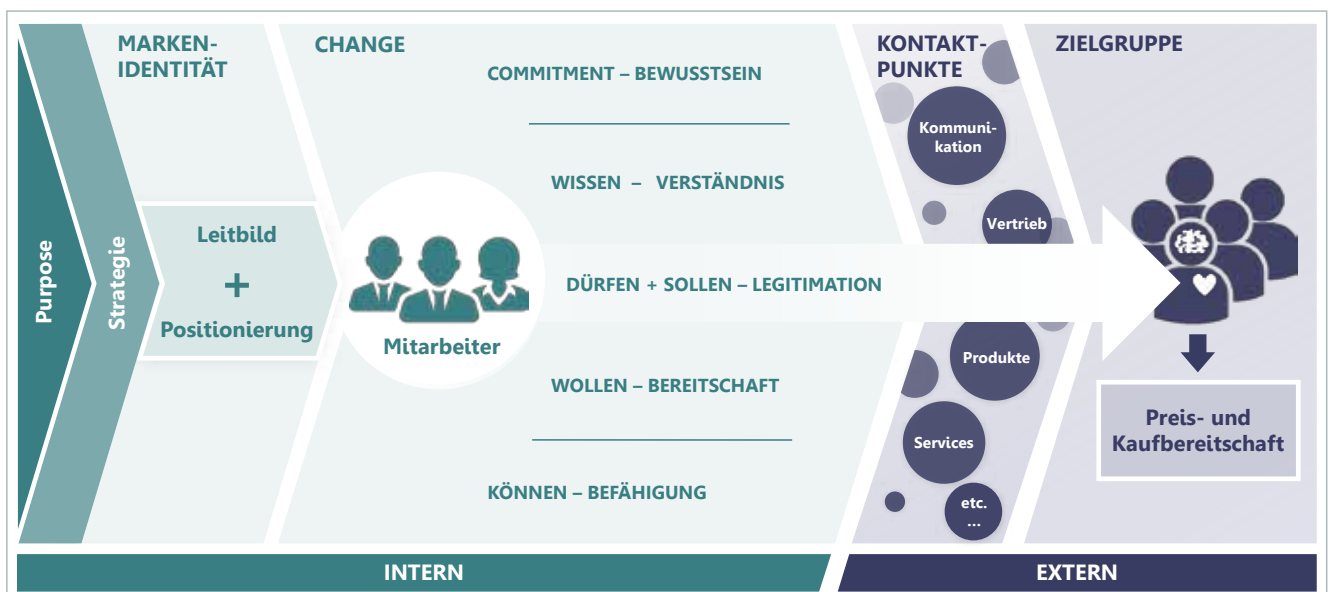 Purpose
Strategie
MARKEN-
IDENTITÄT
Leitbild
+
Positionierung
CHANGE
Mitarbeiter
COMMITMENT – BEWUSSTSEIN
WISSEN – VERSTÄNDNIS
DÜRFEN + SOLLEN – LEGITIMATION
WOLLEN – BEREITSCHAFT
KÖNNEN – BEFÄHIGUNG
KONTAKT-
PUNKTE
Kommuni-
kation
Vertrieb
Produkte
Services
etc.
...
ZIELGRUPPE
Preis- und
Kaufbereitschaft
INTERN
EXTERN